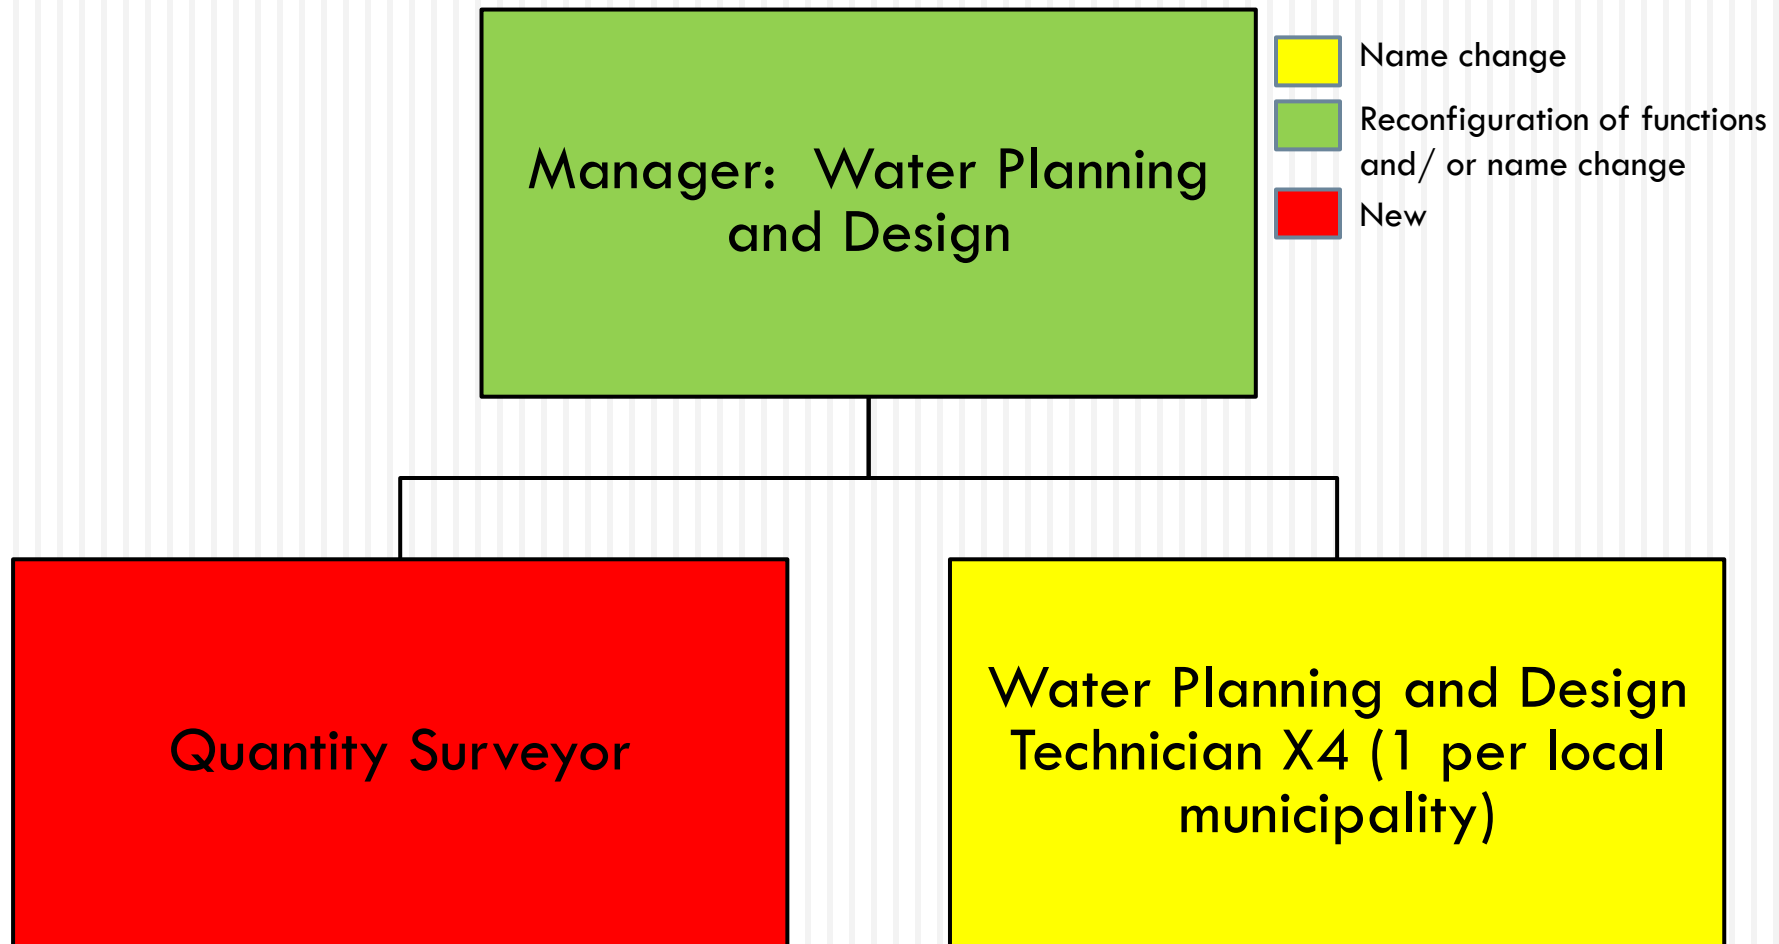 Manager: Water Planning
and Design
Name change
Reconfiguration of functions
and/ or name change
New
Quantity Surveyor
Water Planning and Design
Technician X4 (1 per local
municipality)